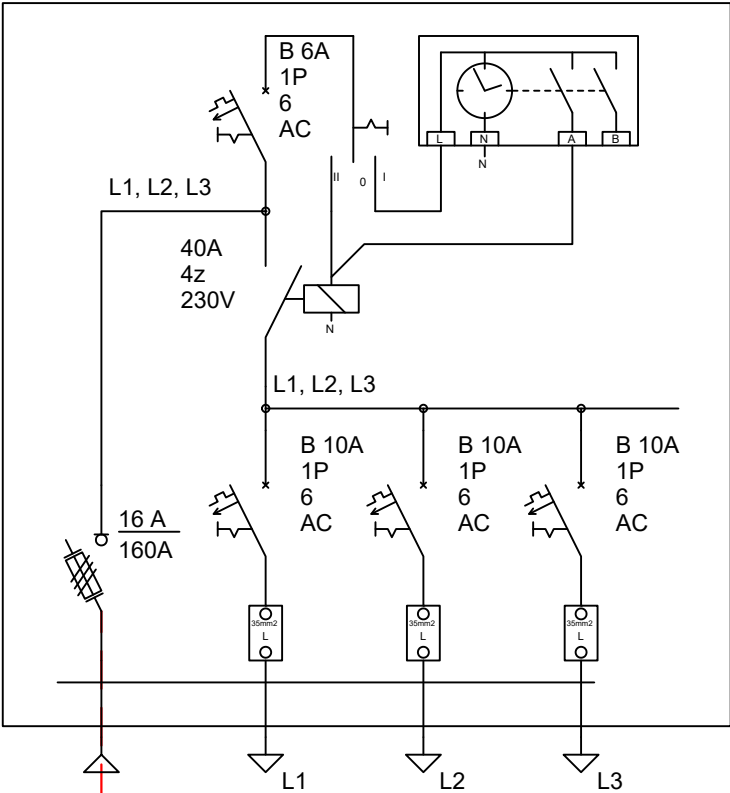 B 6A
1P
6
AC
L
N
A
B
N
II
0
I
L1, L2, L3
40A
4z
230V
N
L1, L2, L3
B 10A
1P
6
AC
B 10A
1P
6
AC
B 10A
1P
6
AC
16 A
160A
35mm2
L
35mm2
L
35mm2
L
L1
L2
L3